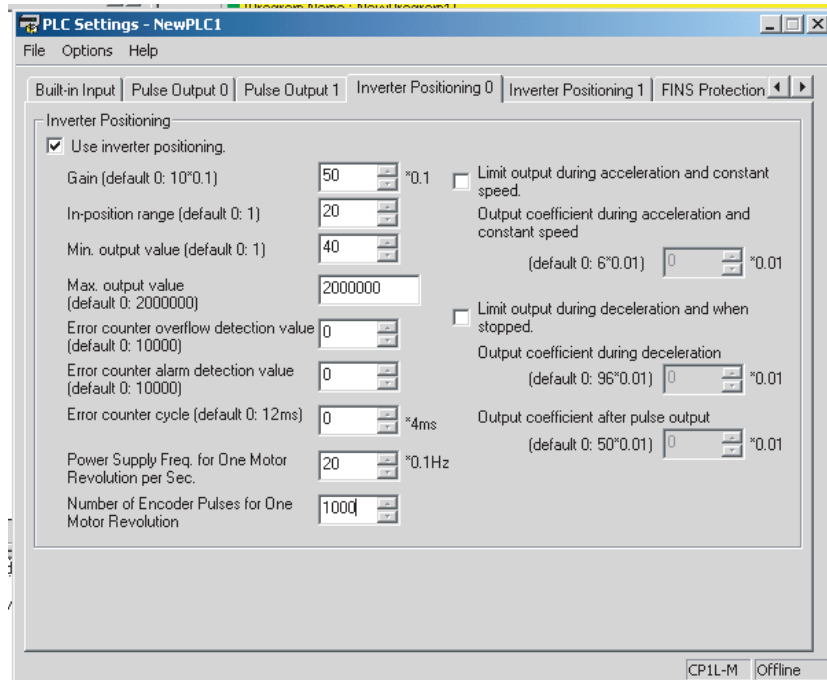 PLC Settings - NewPLC1
File Options Help
Built-in Input Pulse Output 0 Pulse Output 1 Inverter Positioning 0 Inverter Positioning 1 FINS Protection
Inverter Positioning
Use inverter positioning.
Gain (default 0: 10*0.1) 50 *0.1
In-position range (default 0: 1) 20
Min. output value (default 0: 1) 40
Max. output value
(default 0: 2000000) 2000000
Error counter overflow detection value
(default 0: 10000) 0
Error counter alarm detection value
(default 0: 10000) 0
Error counter cycle (default 0: 12ms) 0 *4ms
Power Supply Freq. for One Motor
Revolution per Sec. 20 *0.1Hz
Number of Encoder Pulses for One
Motor Revolution 1000
Limit output during acceleration and constant
speed.
Output coefficient during acceleration and
constant speed
(default 0: 6*0.01) 0 *0.01
Limit output during deceleration and when
stopped.
Output coefficient during deceleration
(default 0: 96*0.01) 0 *0.01
Output coefficient after pulse output
(default 0: 50*0.01) 0 *0.01
CP1L-M Offline